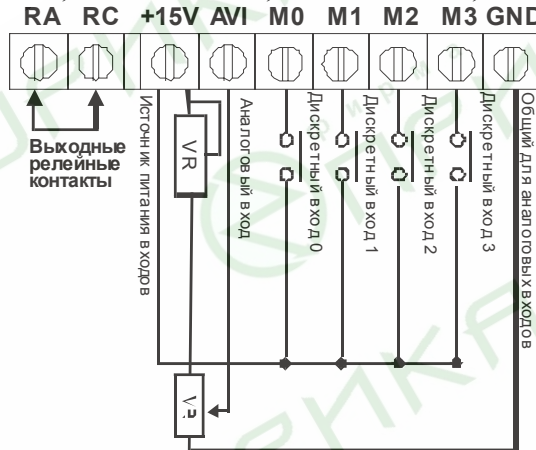 RA RC +15V AVI M0 M1 M2 M3 GND
Выходные
релейные
контакты
Источник питания входов
VR
Аналоговый вход
Дискретный вход 0
Дискретный вход 1
Дискретный вход 2
Дискретный вход 3
Общий для аналоговых входов
VR